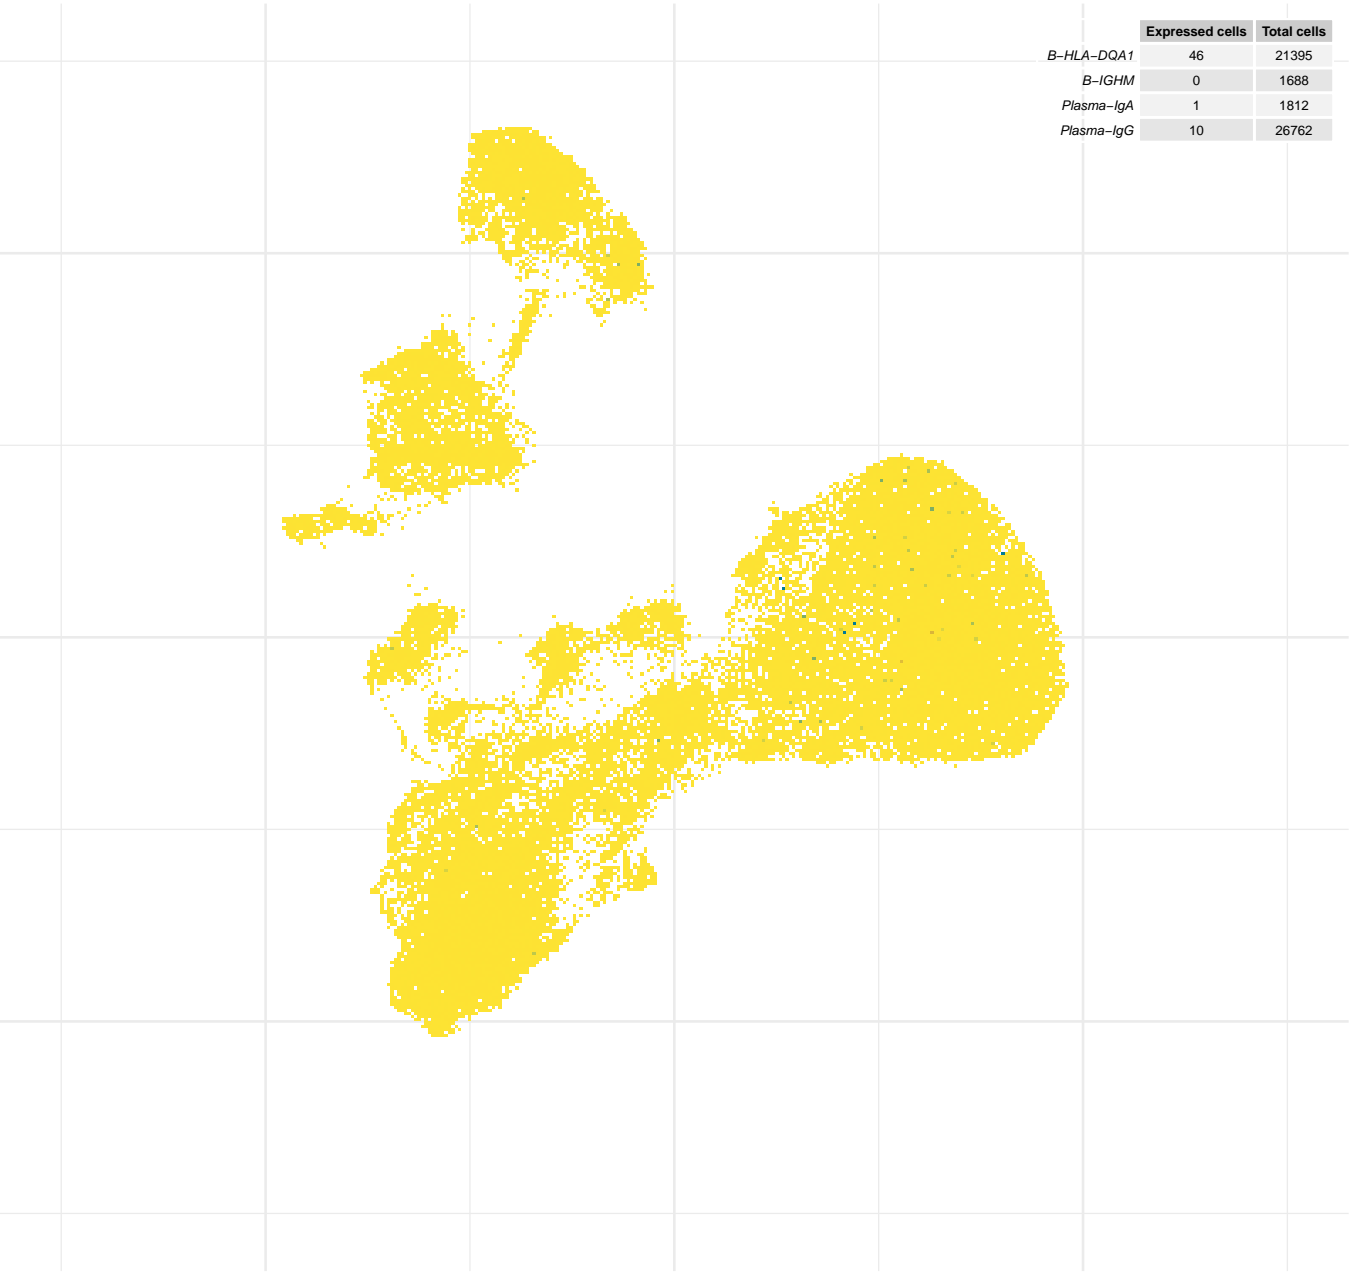 Expressed cells Total cells
B−HLA−DQA1 46 21395
B−IGHM 0 1688
Plasma−IgA 1 1812
Plasma−IgG 10 26762